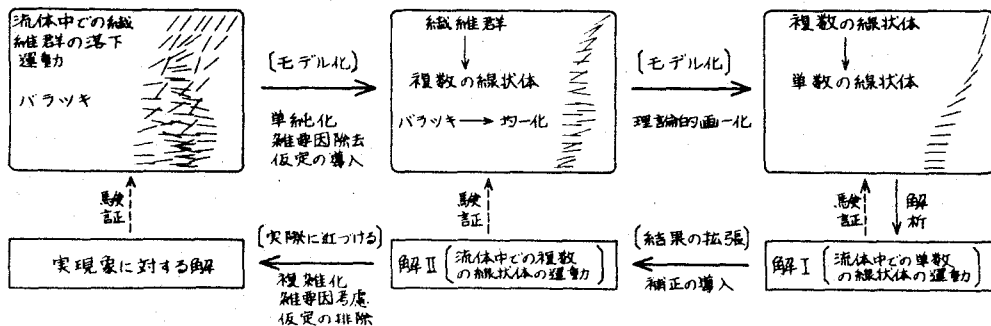 流体中での繊
維群の落下
運動
バラツキ
〔モデル化〕
単純化
雑要因除去
仮定の導入
繊維群
複数の線状体
バラツキ → 均一化
〔モデル化〕
理論的画一化
複数の線状体
単数の線状体
験証
験証
験証
解析
実現象に対する解
〔実際に近づける〕
複雑化
雑要因考慮
仮定の排除
解Ⅱ〔流体中での複数
の線状体の運動〕
〔結果の拡張〕
補正の導入
解Ⅰ〔流体中での単数
の線状体の運動〕